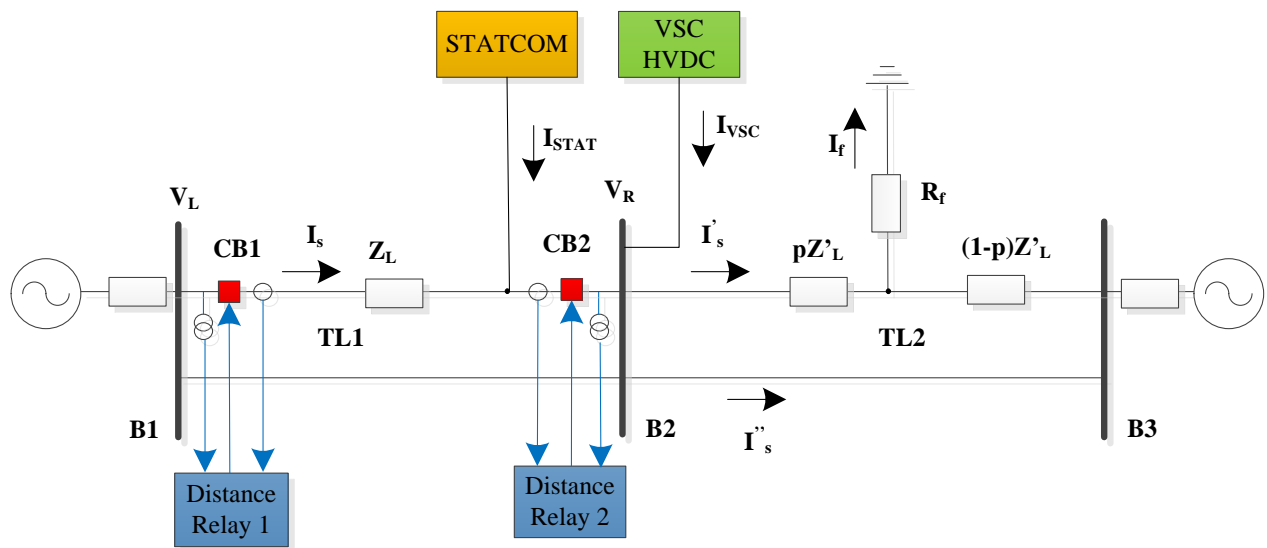 STATCOM
VSC
HVDC
I_STAT
I_VSC
I_f
R_f
V_L
V_R
CB1
I_s
Z_L
CB2
I'_s
pZ'_L
(1-p)Z'_L
TL1
TL2
B1
B2
I''_s
B3
Distance
Relay 1
Distance
Relay 2